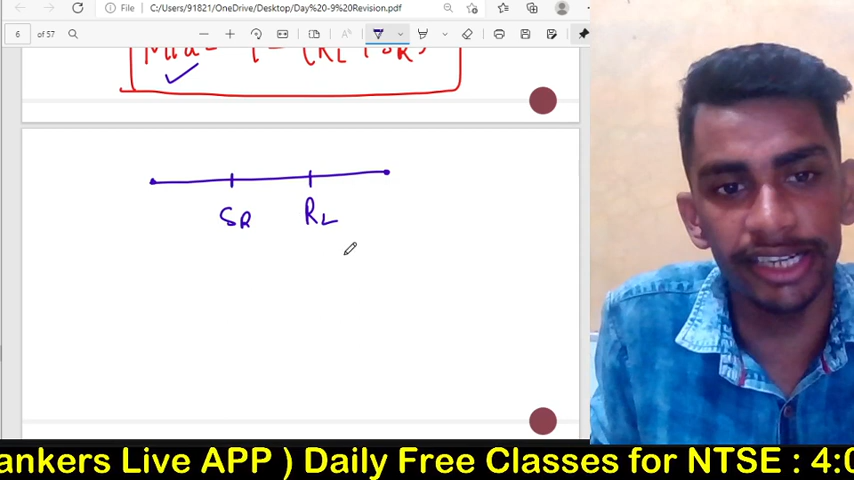 File
C:/Users/91821/OneDrive/Desktop/Day%20-9%20Revision.pdf
6 of 57
SR RL
ankers Live APP ) Daily Free Classes for NTSE : 4:0